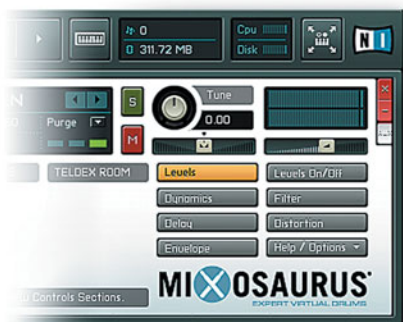 0 Cpu
311.72 MB Disk
NI
S Tune
Purge 0.00
M
TELDEX ROOM Levels Levels On/Off
Dynamics Filter
Delay Distortion
Envelope Help / Options
Controls Sections.
MIXOSAURUS
EXPERT VIRTUAL DRUMS